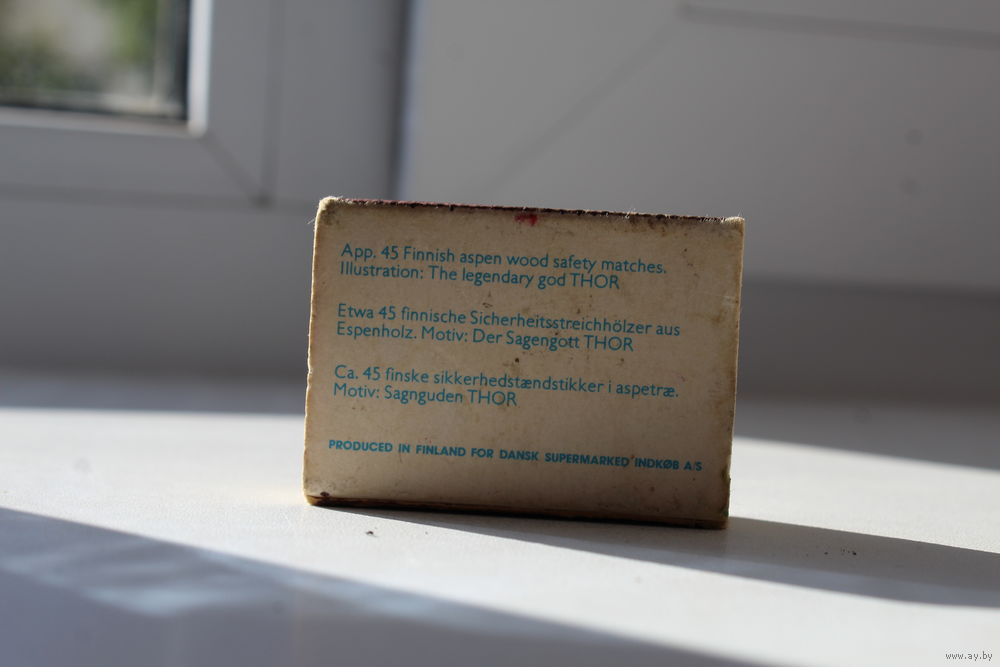 App. 45 Finnish aspen wood safety matches.
Illustration: The legendary god THOR
Etwa 45 finnische Sicherheitsstreichhölzer aus
Espenholz. Motiv: Der Sagengott THOR
Ca. 45 finske sikkerhedstændstikker i aspetræ.
Motiv: Sagnguden THOR
PRODUCED IN FINLAND FOR DANSK SUPERMARKED INDKØB A/S
www.ay.by